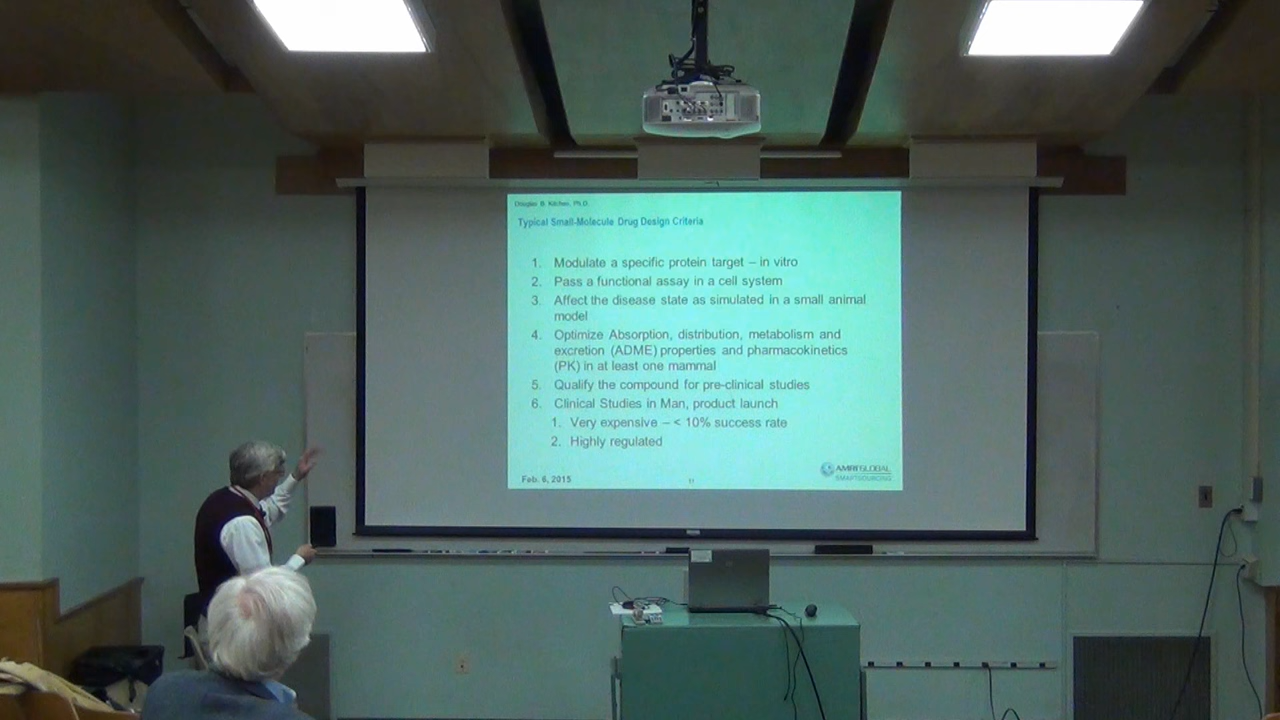 Douglas B. Kitchen, Ph.D.
Typical Small-Molecule Drug Design Criteria
1. Modulate a specific protein target – in vitro
2. Pass a functional assay in a cell system
3. Affect the disease state as simulated in a small animal
model
4. Optimize Absorption, distribution, metabolism and
excretion (ADME) properties and pharmacokinetics
(PK) in at least one mammal
5. Qualify the compound for pre-clinical studies
6. Clinical Studies in Man, product launch
1. Very expensive – < 10% success rate
2. Highly regulated
AMRI GLOBAL
SMARTSOURCING
Feb. 6, 2015